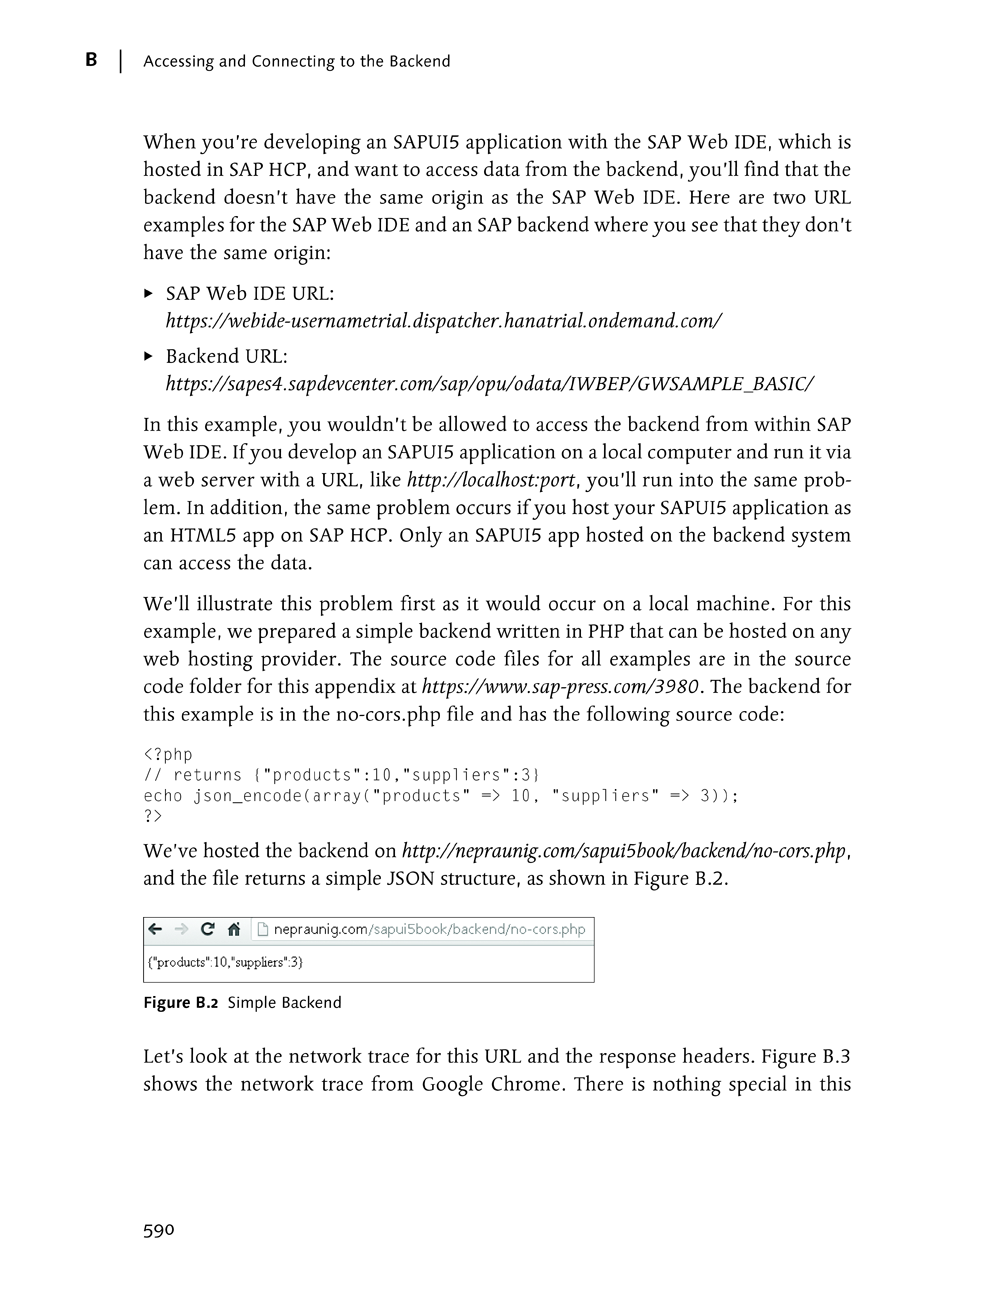 B | Accessing and Connecting to the Backend
When you're developing an SAPUI5 application with the SAP Web IDE, which is
hosted in SAP HCP, and want to access data from the backend, you'll find that the
backend doesn't have the same origin as the SAP Web IDE. Here are two URL
examples for the SAP Web IDE and an SAP backend where you see that they don't
have the same origin:
▸ SAP Web IDE URL:
https://webide-usernametrial.dispatcher.hanatrial.ondemand.com/
▸ Backend URL:
https://sapes4.sapdevcenter.com/sap/opu/odata/IWBEP/GWSAMPLE_BASIC/
In this example, you wouldn't be allowed to access the backend from within SAP
Web IDE. If you develop an SAPUI5 application on a local computer and run it via
a web server with a URL, like http://localhost:port, you'll run into the same prob-
lem. In addition, the same problem occurs if you host your SAPUI5 application as
an HTML5 app on SAP HCP. Only an SAPUI5 app hosted on the backend system
can access the data.
We'll illustrate this problem first as it would occur on a local machine. For this
example, we prepared a simple backend written in PHP that can be hosted on any
web hosting provider. The source code files for all examples are in the source
code folder for this appendix at https://www.sap-press.com/3980. The backend for
this example is in the no-cors.php file and has the following source code:
<?php
// returns {"products":10,"suppliers":3}
echo json_encode(array("products" => 10, "suppliers" => 3));
?>
We've hosted the backend on http://nepraunig.com/sapui5book/backend/no-cors.php,
and the file returns a simple JSON structure, as shown in Figure B.2.
nepraunig.com/sapui5book/backend/no-cors.php
{"products":10,"suppliers":3}
Figure B.2 Simple Backend
Let's look at the network trace for this URL and the response headers. Figure B.3
shows the network trace from Google Chrome. There is nothing special in this
590